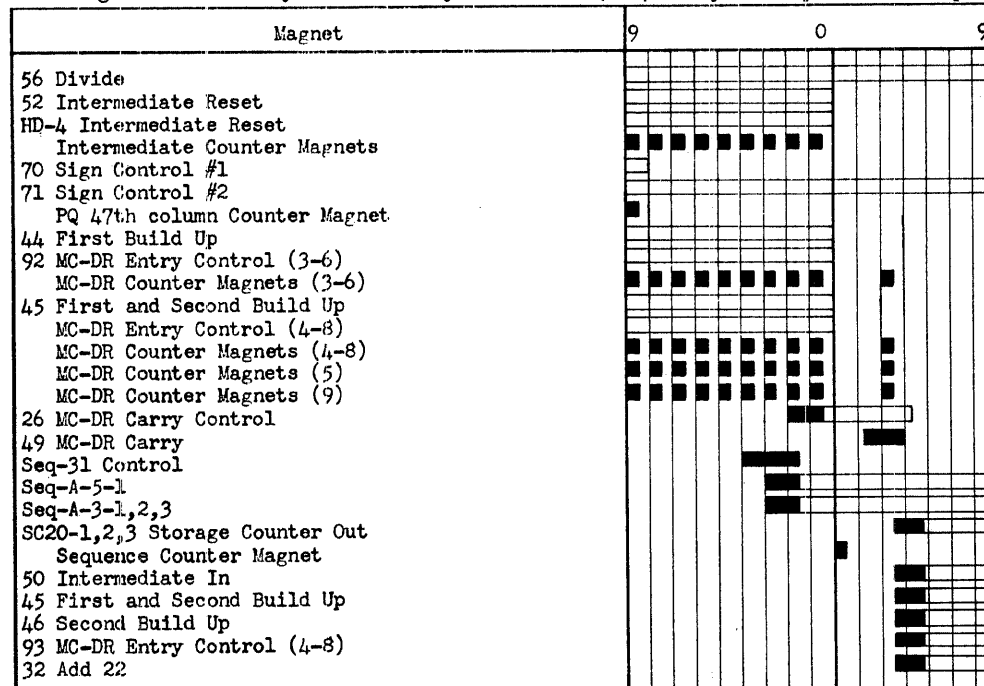 Magnet 9 0 9
56 Divide
52 Intermediate Reset
HD-4 Intermediate Reset
Intermediate Counter Magnets
70 Sign Control #1
71 Sign Control #2
PQ 47th column Counter Magnet
44 First Build Up
92 MC-DR Entry Control (3-6)
MC-DR Counter Magnets (3-6)
45 First and Second Build Up
MC-DR Entry Control (4-8)
MC-DR Counter Magnets (4-8)
MC-DR Counter Magnets (5)
MC-DR Counter Magnets (9)
26 MC-DR Carry Control
49 MC-DR Carry
Seq-31 Control
Seq-A-5-1
Seq-A-3-1,2,3
SC20-1,2,3 Storage Counter Out
Sequence Counter Magnet
50 Intermediate In
45 First and Second Build Up
46 Second Build Up
93 MC-DR Entry Control (4-8)
32 Add 22